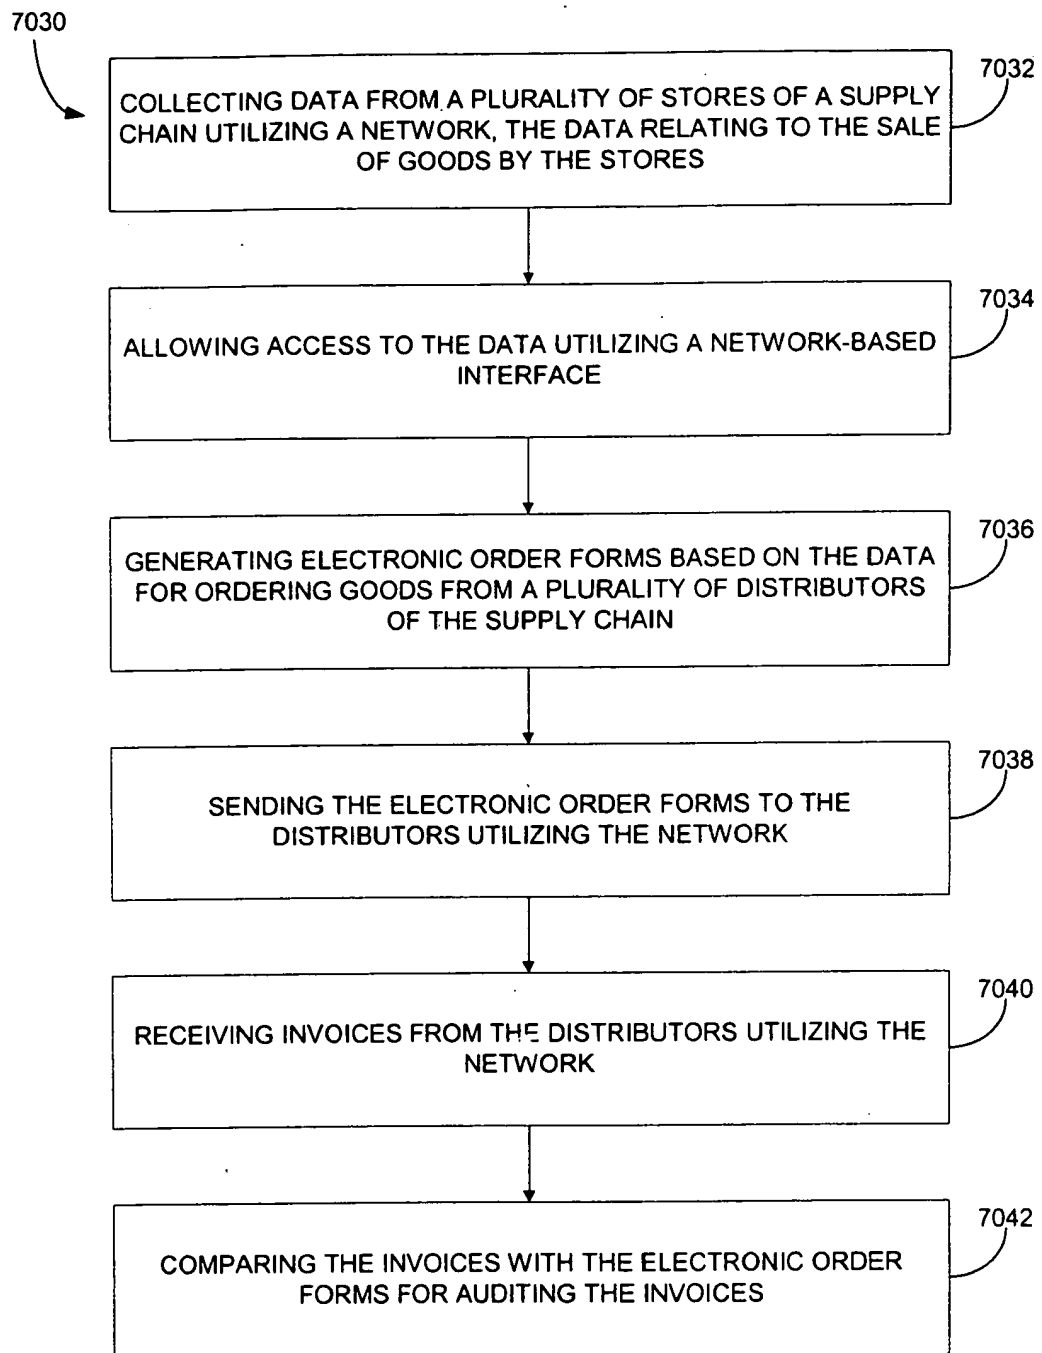 7030
7032
COLLECTING DATA FROM A PLURALITY OF STORES OF A SUPPLY
CHAIN UTILIZING A NETWORK, THE DATA RELATING TO THE SALE
OF GOODS BY THE STORES
7034
ALLOWING ACCESS TO THE DATA UTILIZING A NETWORK-BASED
INTERFACE
7036
GENERATING ELECTRONIC ORDER FORMS BASED ON THE DATA
FOR ORDERING GOODS FROM A PLURALITY OF DISTRIBUTORS
OF THE SUPPLY CHAIN
7038
SENDING THE ELECTRONIC ORDER FORMS TO THE
DISTRIBUTORS UTILIZING THE NETWORK
7040
RECEIVING INVOICES FROM THE DISTRIBUTORS UTILIZING THE
NETWORK
7042
COMPARING THE INVOICES WITH THE ELECTRONIC ORDER
FORMS FOR AUDITING THE INVOICES